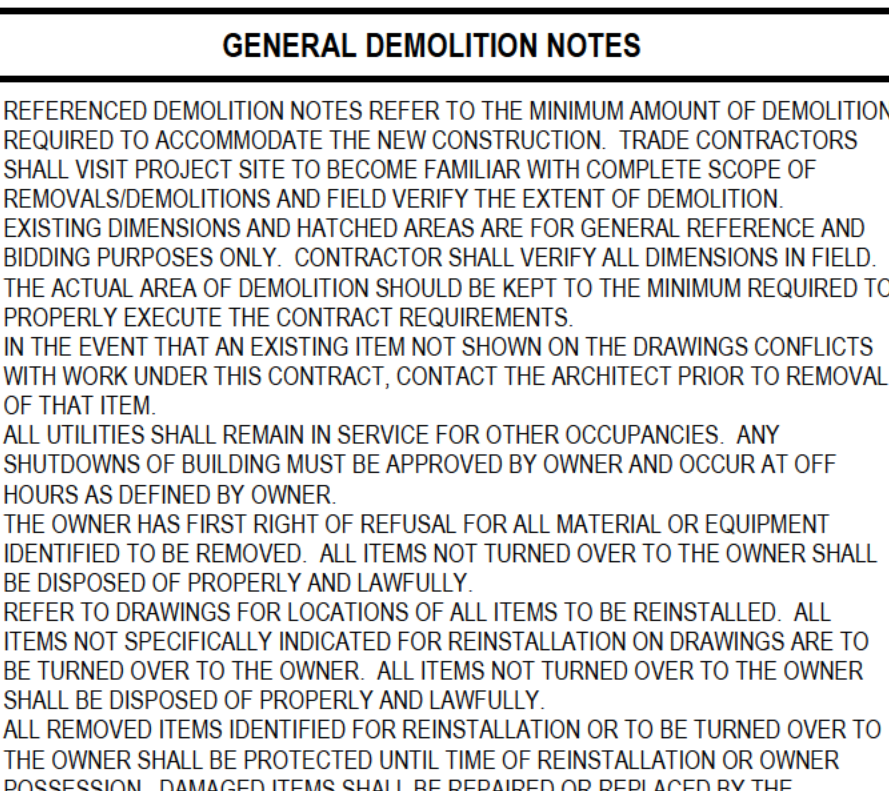 GENERAL DEMOLITION NOTES
REFERENCED DEMOLITION NOTES REFER TO THE MINIMUM AMOUNT OF DEMOLITION
REQUIRED TO ACCOMMODATE THE NEW CONSTRUCTION. TRADE CONTRACTORS
SHALL VISIT PROJECT SITE TO BECOME FAMILIAR WITH COMPLETE SCOPE OF
REMOVALS/DEMOLITIONS AND FIELD VERIFY THE EXTENT OF DEMOLITION.
EXISTING DIMENSIONS AND HATCHED AREAS ARE FOR GENERAL REFERENCE AND
BIDDING PURPOSES ONLY. CONTRACTOR SHALL VERIFY ALL DIMENSIONS IN FIELD.
THE ACTUAL AREA OF DEMOLITION SHOULD BE KEPT TO THE MINIMUM REQUIRED TO
PROPERLY EXECUTE THE CONTRACT REQUIREMENTS.
IN THE EVENT THAT AN EXISTING ITEM NOT SHOWN ON THE DRAWINGS CONFLICTS
WITH WORK UNDER THIS CONTRACT, CONTACT THE ARCHITECT PRIOR TO REMOVAL
OF THAT ITEM.
ALL UTILITIES SHALL REMAIN IN SERVICE FOR OTHER OCCUPANCIES. ANY
SHUTDOWNS OF BUILDING MUST BE APPROVED BY OWNER AND OCCUR AT OFF
HOURS AS DEFINED BY OWNER.
THE OWNER HAS FIRST RIGHT OF REFUSAL FOR ALL MATERIAL OR EQUIPMENT
IDENTIFIED TO BE REMOVED. ALL ITEMS NOT TURNED OVER TO THE OWNER SHALL
BE DISPOSED OF PROPERLY AND LAWFULLY.
REFER TO DRAWINGS FOR LOCATIONS OF ALL ITEMS TO BE REINSTALLED. ALL
ITEMS NOT SPECIFICALLY INDICATED FOR REINSTALLATION ON DRAWINGS ARE TO
BE TURNED OVER TO THE OWNER. ALL ITEMS NOT TURNED OVER TO THE OWNER
SHALL BE DISPOSED OF PROPERLY AND LAWFULLY.
ALL REMOVED ITEMS IDENTIFIED FOR REINSTALLATION OR TO BE TURNED OVER TO
THE OWNER SHALL BE PROTECTED UNTIL TIME OF REINSTALLATION OR OWNER
POSSESSION. DAMAGED ITEMS SHALL BE REPAIRED OR REPLACED BY THE